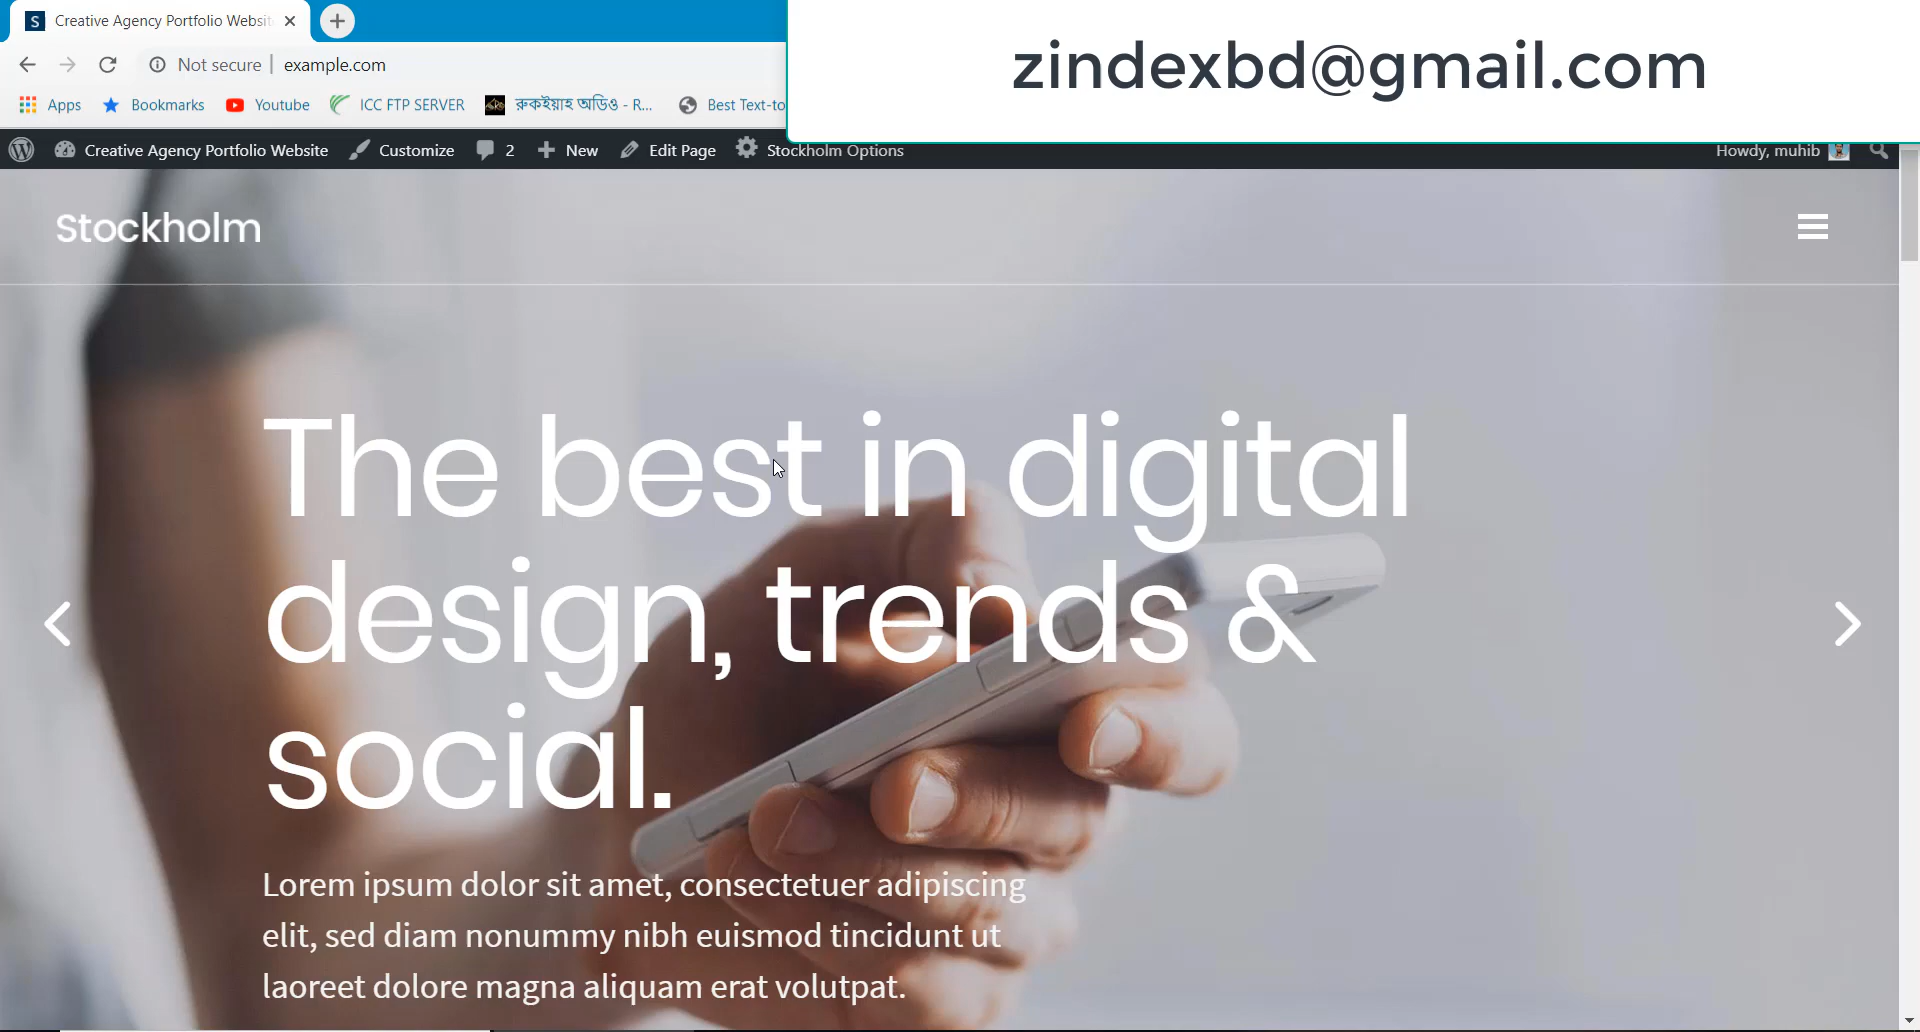 S Creative Agency Portfolio Websit
zindexbd@gmail.com
Not secure | example.com
Apps Bookmarks Youtube ICC FTP SERVER রুকইয়াহ অডিও - R... Best Text-to
Creative Agency Portfolio Website Customize 2 New Edit Page Stockholm Options Howdy, muhib
Stockholm
The best in digital
design, trends &
social.
Lorem ipsum dolor sit amet, consectetuer adipiscing
elit, sed diam nonummy nibh euismod tincidunt ut
laoreet dolore magna aliquam erat volutpat.